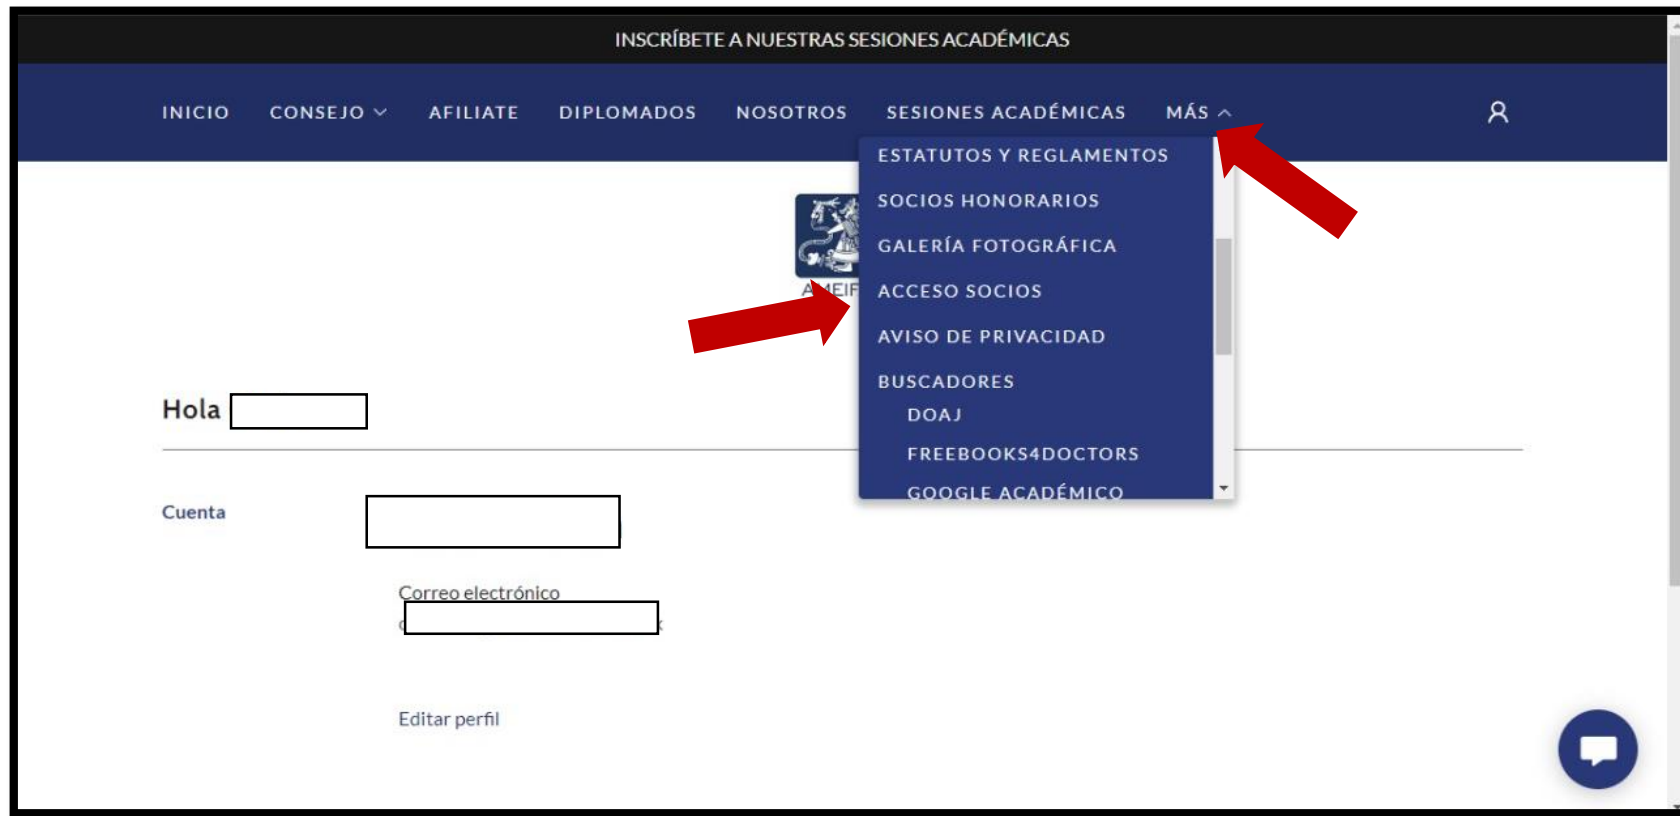 INSCRÍBETE A NUESTRAS SESIONES ACADÉMICAS
INICIO CONSEJO AFILIATE DIPLOMADOS NOSOTROS SESIONES ACADÉMICAS MÁS
ESTATUTOS Y REGLAMENTOS
SOCIOS HONORARIOS
GALERÍA FOTOGRÁFICA
ACCESO SOCIOS
AVISO DE PRIVACIDAD
BUSCADORES
DOAJ
FREEBOOKS4DOCTORS
GOOGLE ACADÉMICO
Hola
Cuenta
Correo electrónico
Editar perfil